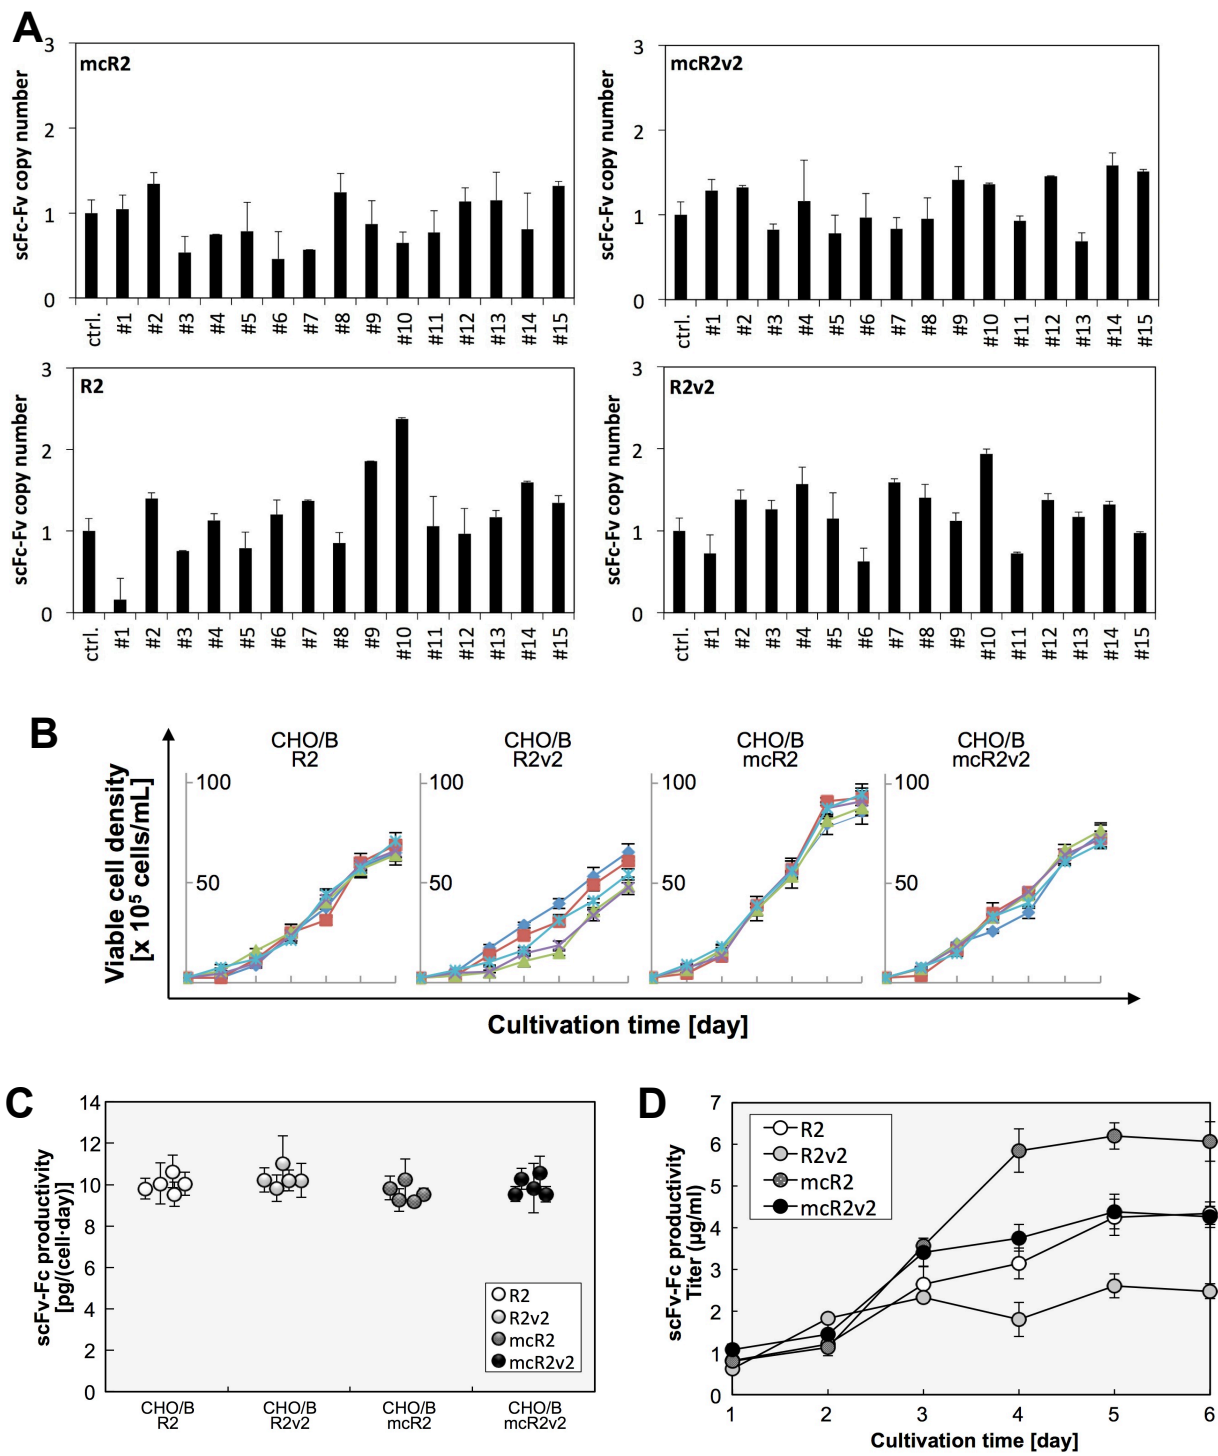 A
mcR2
scFc-Fv copy number
3
2
1
0
ctrl.
#1
#2
#3
#4
#5
#6
#7
#8
#9
#10
#11
#12
#13
#14
#15
mcR2v2
scFc-Fv copy number
3
2
1
0
ctrl.
#1
#2
#3
#4
#5
#6
#7
#8
#9
#10
#11
#12
#13
#14
#15
R2
scFc-Fv copy number
3
2
1
0
ctrl.
#1
#2
#3
#4
#5
#6
#7
#8
#9
#10
#11
#12
#13
#14
#15
R2v2
scFc-Fv copy number
3
2
1
0
ctrl.
#1
#2
#3
#4
#5
#6
#7
#8
#9
#10
#11
#12
#13
#14
#15
B
Viable cell density
[x 10⁵ cells/mL]
CHO/B
R2
100
50
CHO/B
R2v2
100
50
CHO/B
mcR2
100
50
CHO/B
mcR2v2
100
50
Cultivation time [day]
C
scFv-Fc productivity
[pg/(cell·day)]
14
12
10
8
6
4
2
0
R2
R2v2
mcR2
mcR2v2
CHO/B
R2
CHO/B
R2v2
CHO/B
mcR2
CHO/B
mcR2v2
D
scFv-Fc productivity
Titer (µg/ml)
7
6
5
4
3
2
1
0
R2
R2v2
mcR2
mcR2v2
1
2
3
4
5
6
Cultivation time [day]